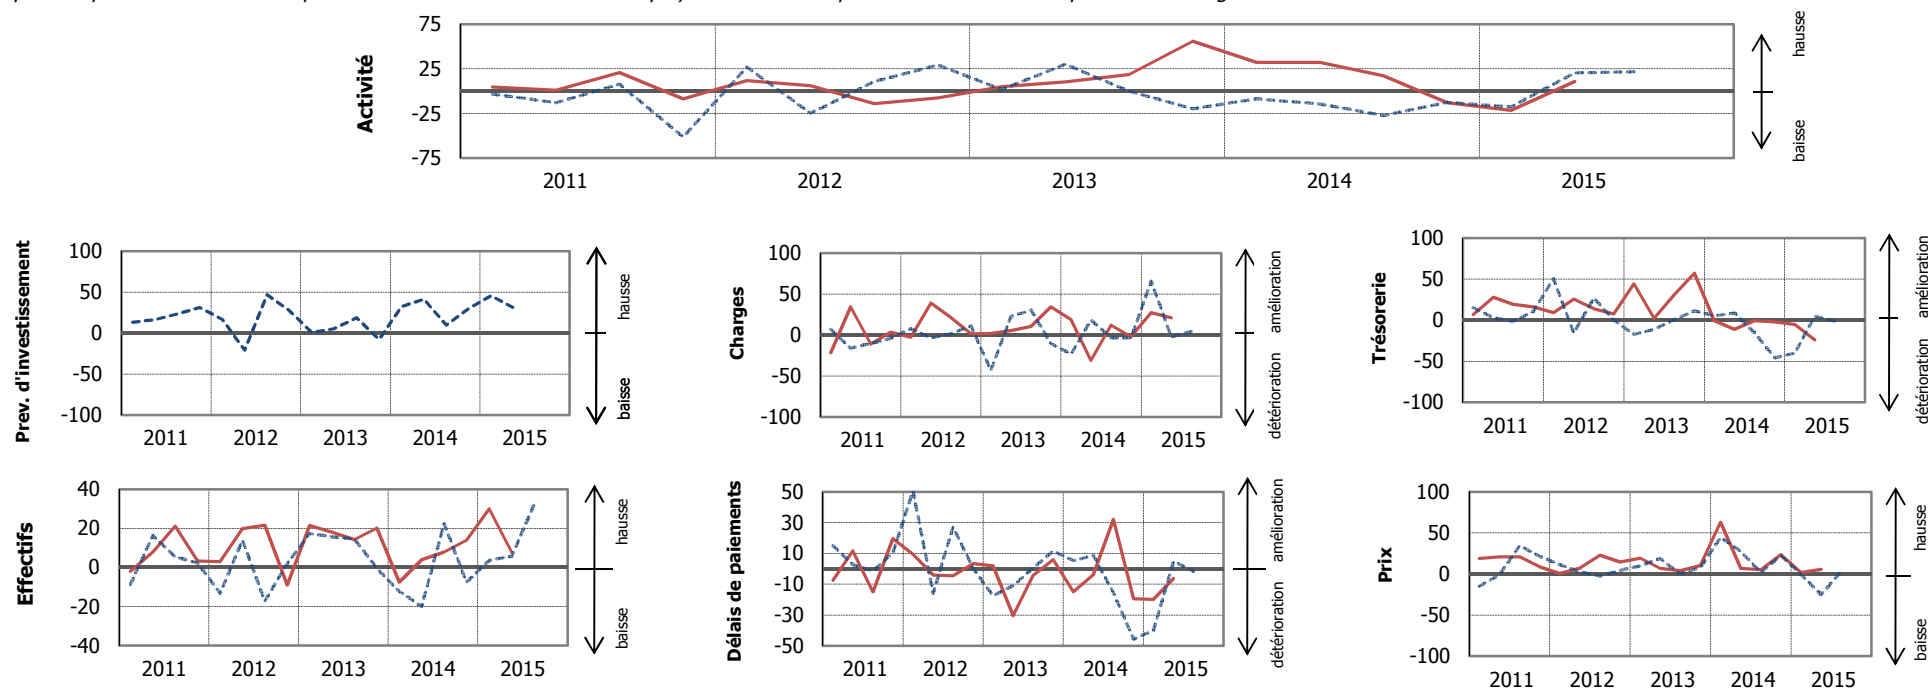 Activité
75
25
-25
-75
2011 2012 2013 2014 2015
hausse
baisse
Prev. d'investissement
100
50
0
-50
-100
2011 2012 2013 2014 2015
hausse
baisse
Charges
100
50
0
-50
-100
2011 2012 2013 2014 2015
amélioration
détérioration
Trésorerie
100
50
0
-50
-100
2011 2012 2013 2014 2015
amélioration
détérioration
Effectifs
40
20
0
-20
-40
2011 2012 2013 2014 2015
hausse
baisse
Délais de paiements
50
30
10
-10
-30
-50
2011 2012 2013 2014 2015
amélioration
détérioration
Prix
100
50
0
-50
-100
2011 2012 2013 2014 2015
hausse
baisse